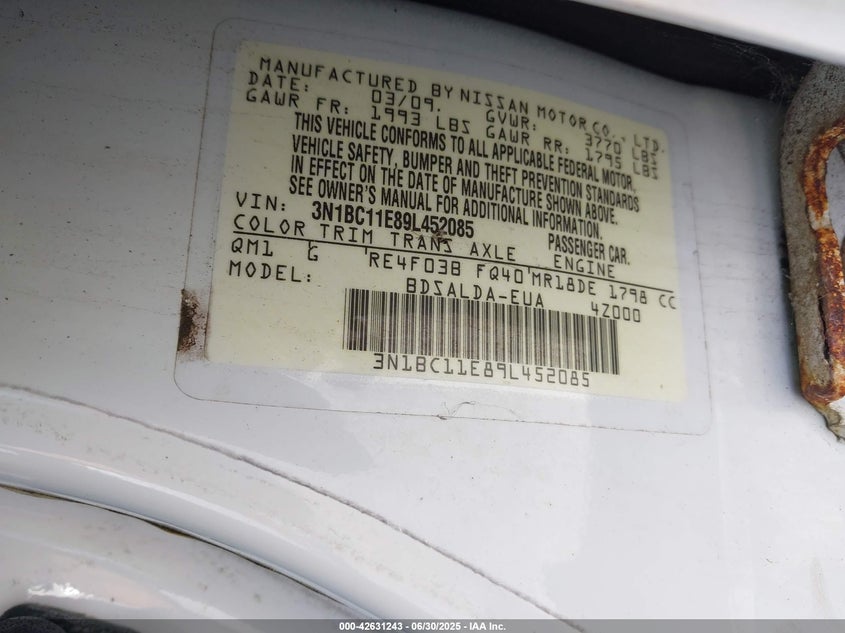 MANUFACTURED BY NISSAN MOTOR CO., LTD.
DATE: 03/09. GVWR: 3770 LBS
GAWR FR: 1993 LBS GAWR RR: 1795 LBS
THIS VEHICLE CONFORMS TO ALL APPLICABLE FEDERAL MOTOR
VEHICLE SAFETY, BUMPER AND THEFT PREVENTION STANDARDS
IN EFFECT ON THE DATE OF MANUFACTURE SHOWN ABOVE.
SEE OWNER'S MANUAL FOR ADDITIONAL INFORMATION.
VIN: 3N1BC11E89L452085 PASSENGER CAR.
COLOR TRIM TRANS AXLE ENGINE
QM1 G RE4F03B FQ40 MR18DE 1798 CC
MODEL: BDSALDA-EUA 4Z000
3N1BC11E89L452085
000-42631243 - 06/30/2025 - IAA Inc.